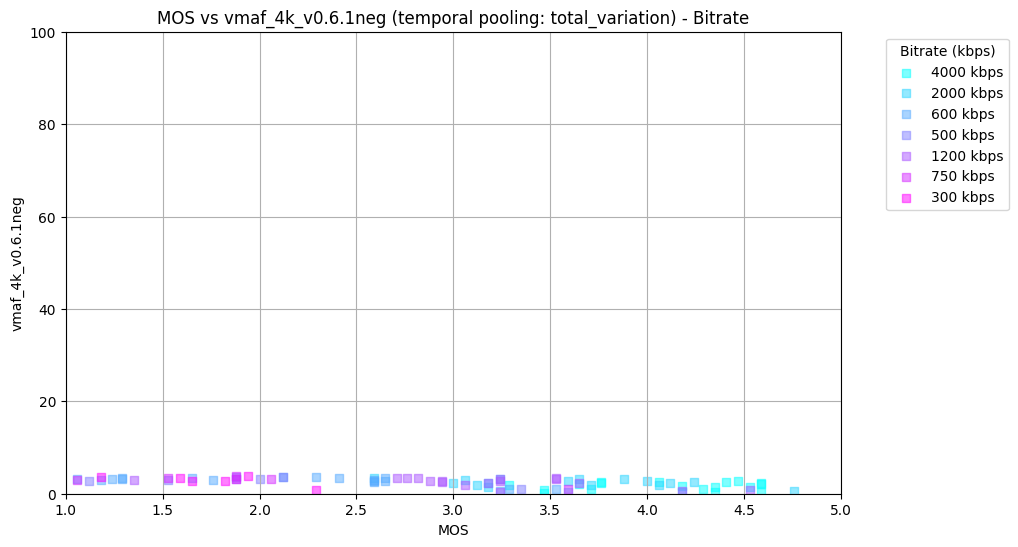 MOS vs vmaf_4k_v0.6.1neg (temporal pooling: total_variation) - Bitrate
vmaf_4k_v0.6.1neg
100
80
60
40
20
0
1.0 1.5 2.0 2.5 3.0 3.5 4.0 4.5 5.0
MOS
Bitrate (kbps)
4000 kbps
2000 kbps
600 kbps
500 kbps
1200 kbps
750 kbps
300 kbps